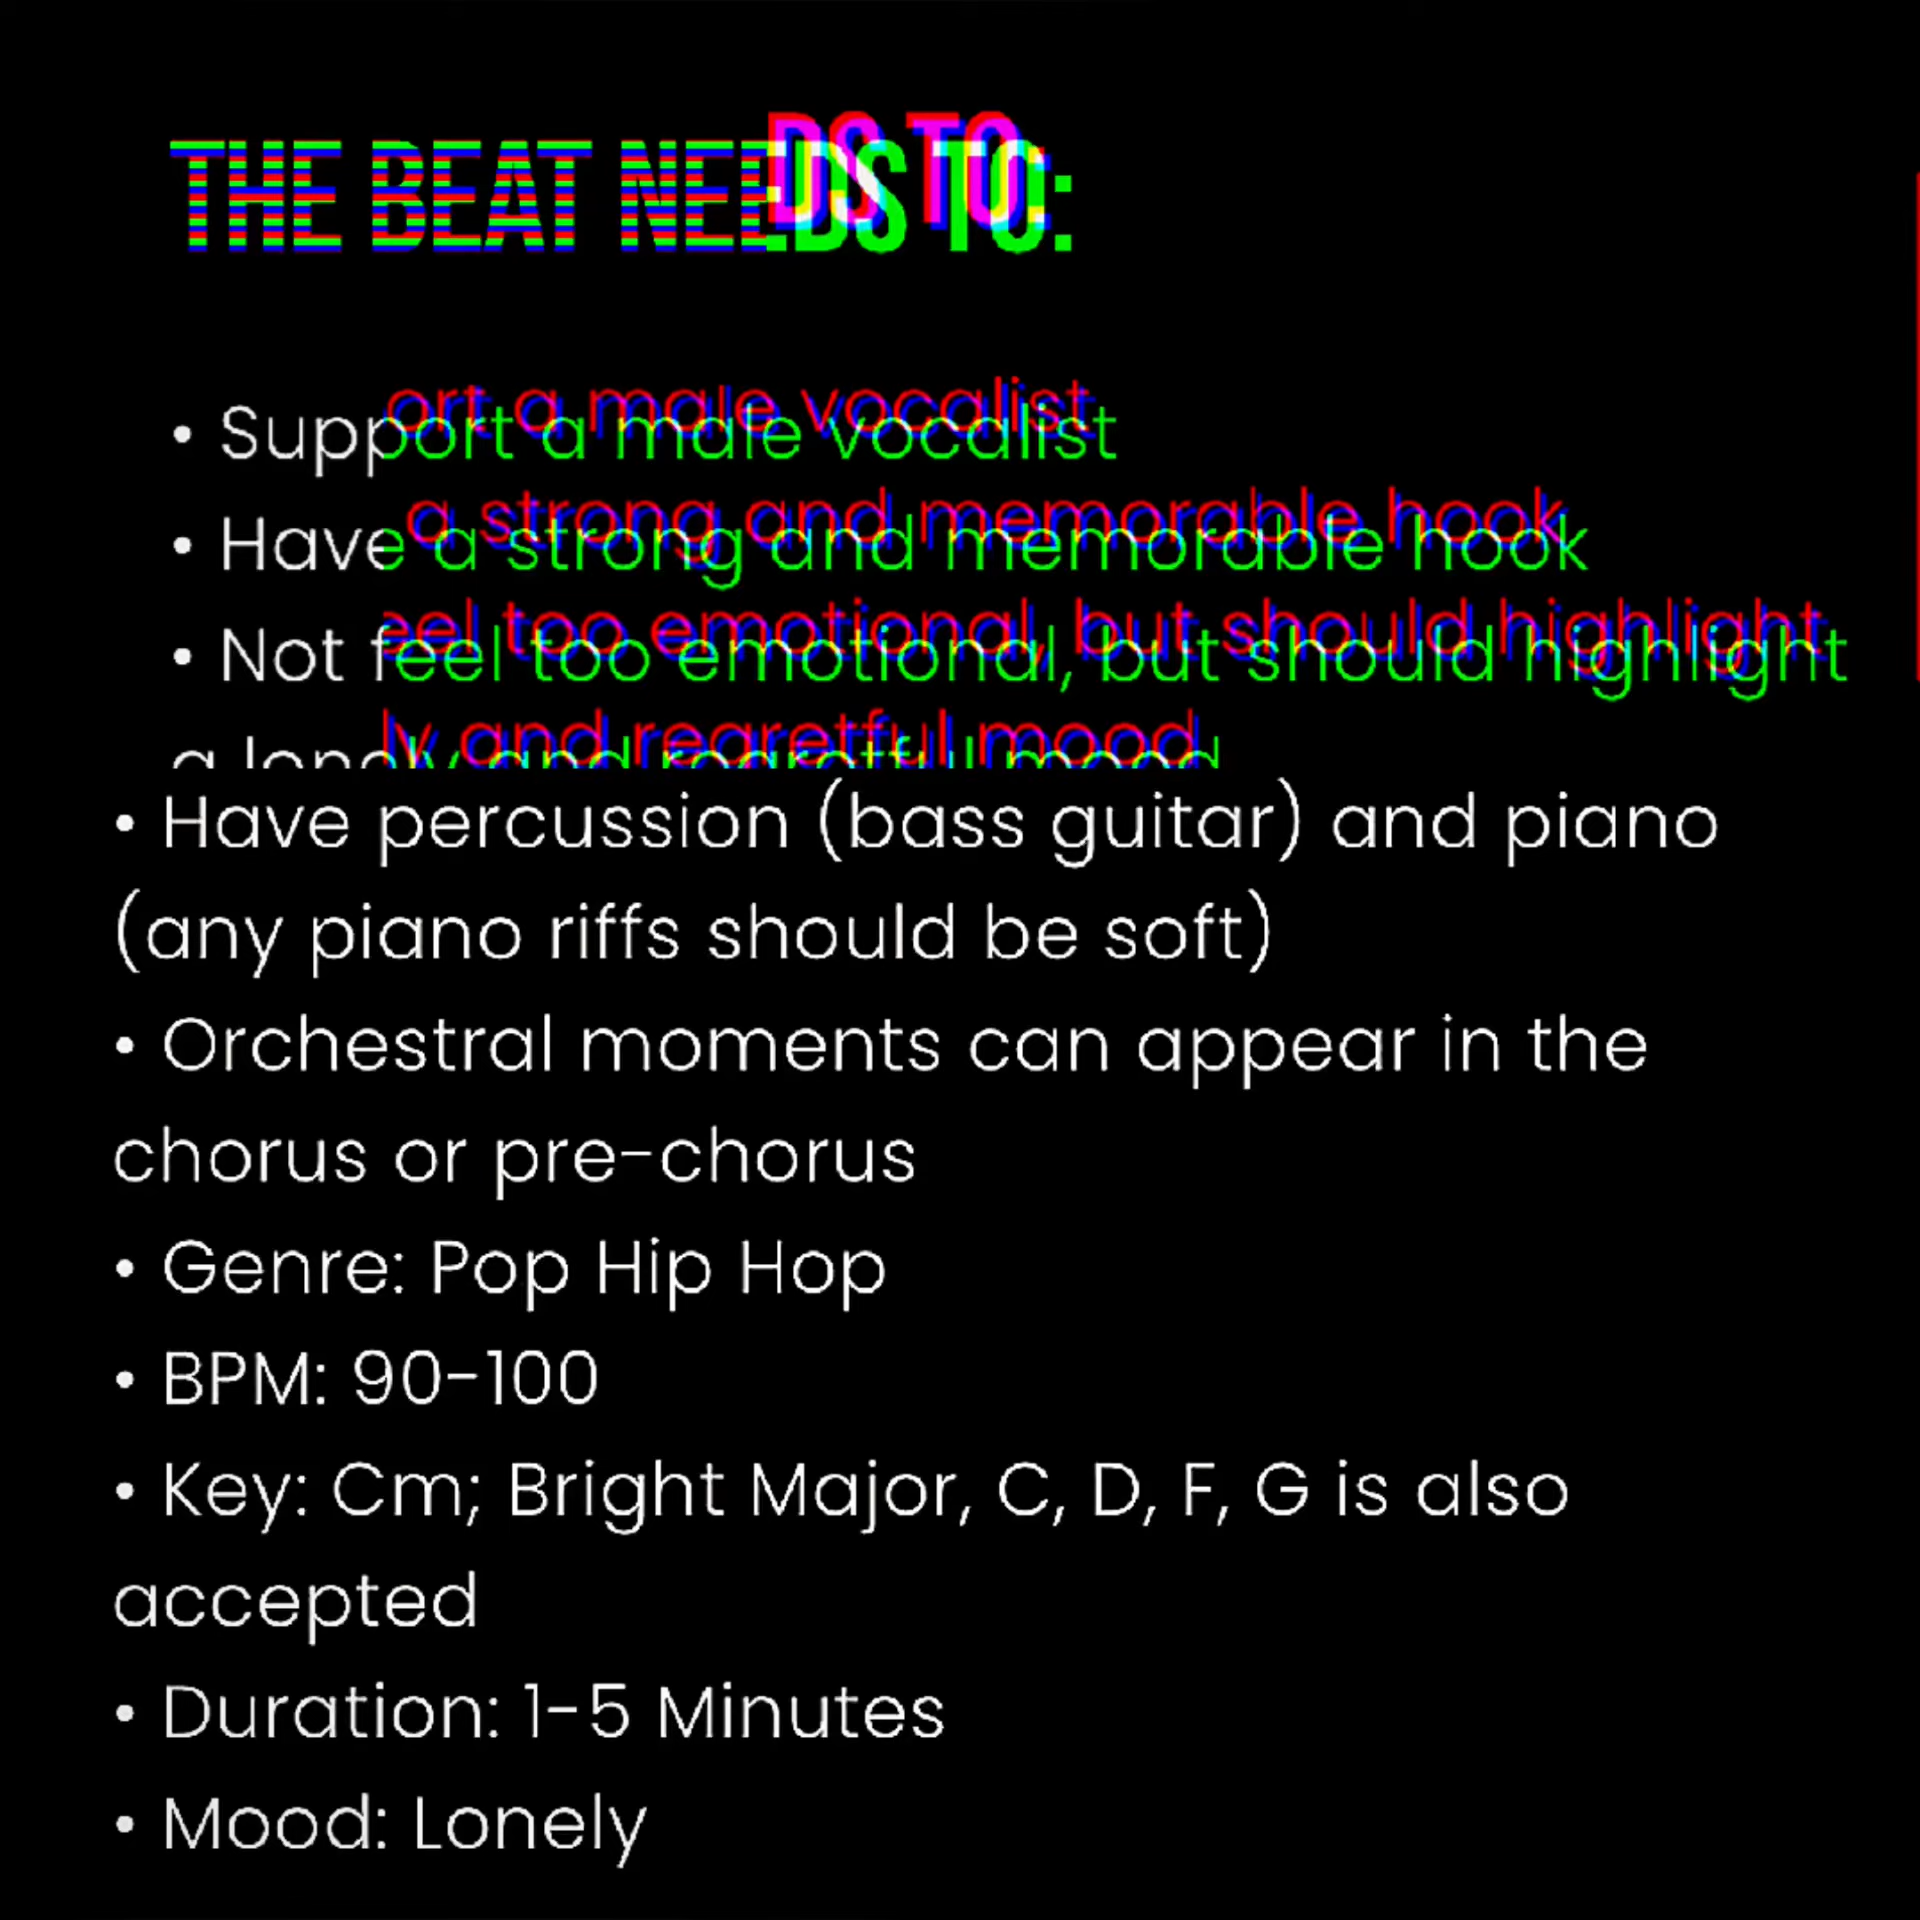 THE BEAT NEEDS TO:
• Support a male vocalist
• Have a strong and memorable hook
• Not feel too emotional, but should highlight
a lonely and regretful mood
• Have percussion (bass guitar) and piano
(any piano riffs should be soft)
• Orchestral moments can appear in the
chorus or pre-chorus
• Genre: Pop Hip Hop
• BPM: 90-100
• Key: Cm; Bright Major, C, D, F, G is also
accepted
• Duration: 1-5 Minutes
• Mood: Lonely